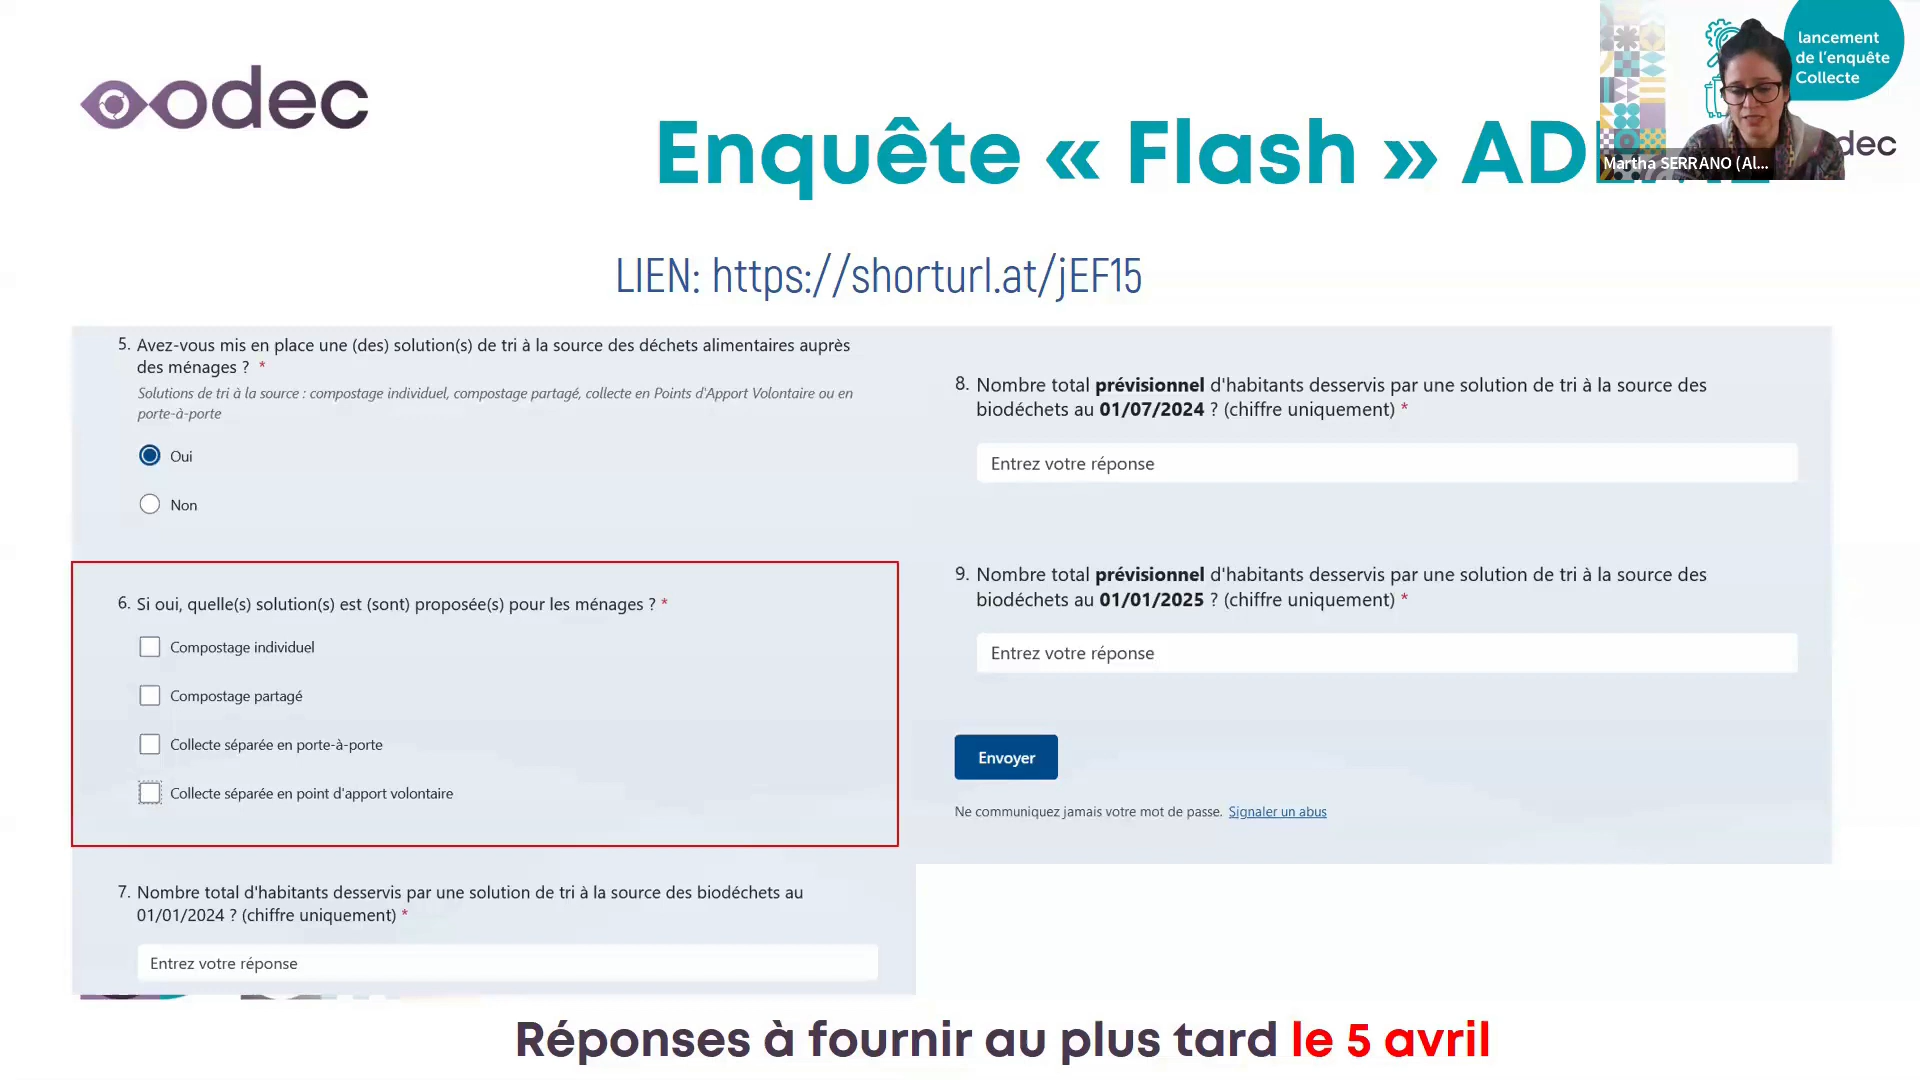 odec
lancement
de l'enquête
Collecte
dec
Martha SERRANO (Al...
Enquête « Flash » AD
LIEN: https://shorturl.at/jEF15
5. Avez-vous mis en place une (des) solution(s) de tri à la source des déchets alimentaires auprès
des ménages ? *
Solutions de tri à la source : compostage individuel, compostage partagé, collecte en Points d'Apport Volontaire ou en
porte-à-porte
Oui
Non
6. Si oui, quelle(s) solution(s) est (sont) proposée(s) pour les ménages ? *
Compostage individuel
Compostage partagé
Collecte séparée en porte-à-porte
Collecte séparée en point d'apport volontaire
7. Nombre total d'habitants desservis par une solution de tri à la source des biodéchets au
01/01/2024 ? (chiffre uniquement) *
Entrez votre réponse
8. Nombre total prévisionnel d'habitants desservis par une solution de tri à la source des
biodéchets au 01/07/2024 ? (chiffre uniquement) *
Entrez votre réponse
9. Nombre total prévisionnel d'habitants desservis par une solution de tri à la source des
biodéchets au 01/01/2025 ? (chiffre uniquement) *
Entrez votre réponse
Envoyer
Ne communiquez jamais votre mot de passe. Signaler un abus
Réponses à fournir au plus tard le 5 avril